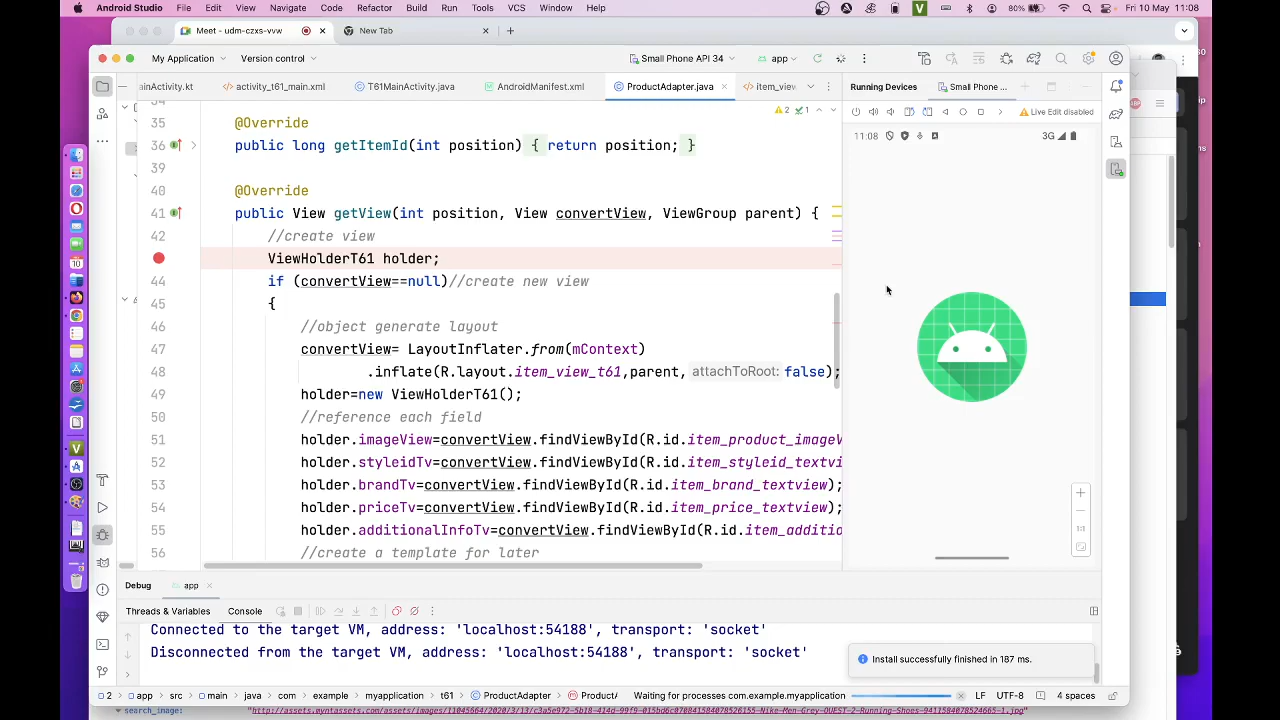 Android Studio File Edit View Navigate Code Refactor Build Run Tools VCS Window Help 80% Fri 10 May 11:08
Meet - udm-czxs-vvw New Tab
My Application Version control Small Phone API 34 app
ainActivity.kt activity_t61_main.xml T61MainActivity.java AndroidManifest.xml ProductAdapter.java item_view Running Devices Small Phone ...
Live Edit disabled
11:08 3G
35 @Override
36 public long getItemId(int position) { return position; }
39
40 @Override
41 public View getView(int position, View convertView, ViewGroup parent) {
42 //create view
ViewHolderT61 holder;
44 if (convertView==null)//create new view
45 {
46 //object generate layout
47 convertView= LayoutInflater.from(mContext)
48 .inflate(R.layout.item_view_t61,parent, attachToRoot: false);
49 holder=new ViewHolderT61();
50 //reference each field
51 holder.imageView=convertView.findViewById(R.id.item_product_imageV
52 holder.styleidTv=convertView.findViewById(R.id.item_styleid_textvi
53 holder.brandTv=convertView.findViewById(R.id.item_brand_textview);
54 holder.priceTv=convertView.findViewById(R.id.item_price_textview);
55 holder.additionalInfoTv=convertView.findViewById(R.id.item_additio
56 //create a template for later
1:1
Debug app
Threads & Variables Console
Connected to the target VM, address: 'localhost:54188', transport: 'socket'
Disconnected from the target VM, address: 'localhost:54188', transport: 'socket'
Install successfully finished in 187 ms.
2 app src main java com example myapplication t61 ProductAdapter Product/ Waiting for processes com.example.myapplication LF UTF-8 4 spaces
search_image: